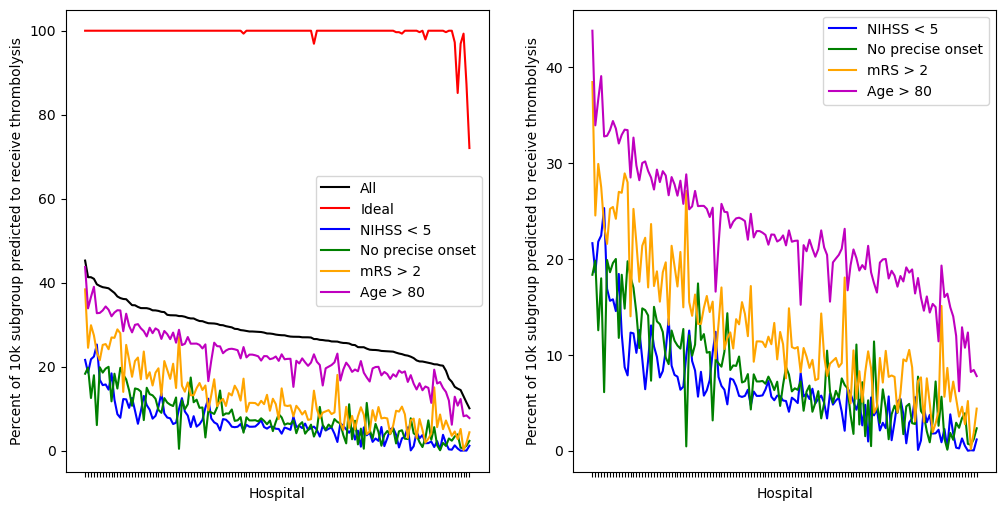 Percent of 10k subgroup predicted to receive thrombolysis
100
80
60
40
20
0
All
Ideal
NIHSS < 5
No precise onset
mRS > 2
Age > 80
Hospital
Percent of 10k subgroup predicted to receive thrombolysis
40
30
20
10
0
NIHSS < 5
No precise onset
mRS > 2
Age > 80
Hospital